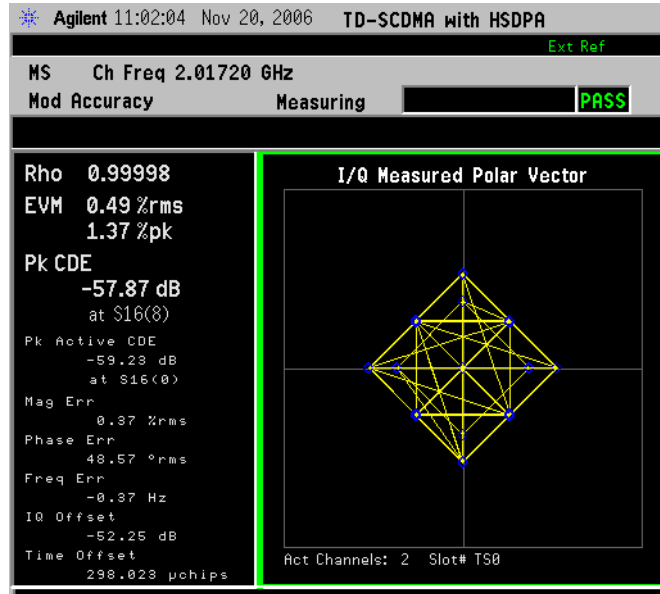 Agilent 11:02:04 Nov 20, 2006 TD-SCDMA with HSDPA
Ext Ref
MS Ch Freq 2.01720 GHz
Mod Accuracy Measuring PASS
Rho 0.99998
EVM 0.49 %rms
1.37 %pk
Pk CDE
-57.87 dB
at S16(8)
Pk Active CDE
-59.23 dB
at S16(0)
Mag Err
0.37 %rms
Phase Err
48.57 °rms
Freq Err
-0.37 Hz
IQ Offset
-52.25 dB
Time Offset
298.023 µchips
I/Q Measured Polar Vector
Act Channels: 2 Slot# TS0